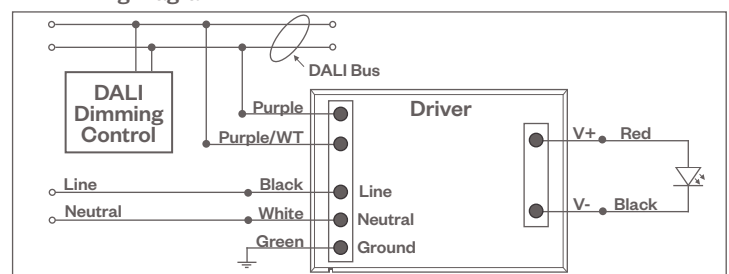 DALI Bus
DALI
Dimming
Control
Driver
Purple
Purple/WT
V+ Red
Line Black Line
Neutral White Neutral
V- Black
Green Ground